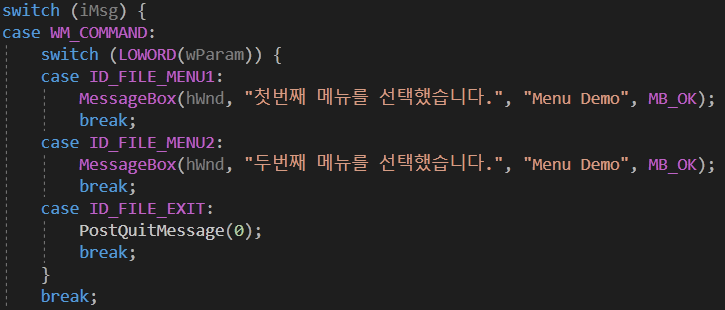 switch (iMsg) {
case WM_COMMAND:
switch (LOWORD(wParam)) {
case ID_FILE_MENU1:
MessageBox(hWnd, "첫번째 메뉴를 선택했습니다.", "Menu Demo", MB_OK);
break;
case ID_FILE_MENU2:
MessageBox(hWnd, "두번째 메뉴를 선택했습니다.", "Menu Demo", MB_OK);
break;
case ID_FILE_EXIT:
PostQuitMessage(0);
break;
}
break;